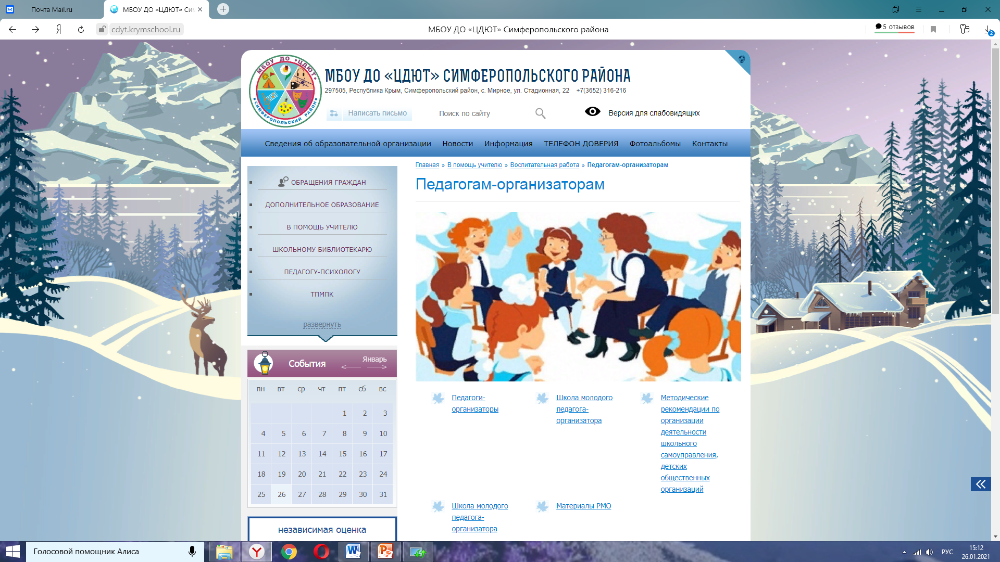 Почта Mail.ru
МБОУ ДО «ЦДЮТ» Сим
cdyt.krymschool.ru
МБОУ ДО «ЦДЮТ» Симферопольского района
5 отзывов
2
МБОУ ДО «ЦДЮТ»
СИМФЕРОПОЛЬСКИЙ РАЙОН
МБОУ ДО «ЦДЮТ» СИМФЕРОПОЛЬСКОГО РАЙОНА
297505, Республика Крым, Симферопольский район, с. Мирное, ул. Стадионная, 22 +7(3652) 316-216
Написать письмо
Поиск по сайту
Версия для слабовидящих
Сведения об образовательной организации Новости Информация ТЕЛЕФОН ДОВЕРИЯ Фотоальбомы Контакты
Главная » В помощь учителю » Воспитательная работа » Педагогам-организаторам
Педагогам-организаторам
ОБРАЩЕНИЯ ГРАЖДАН
ДОПОЛНИТЕЛЬНОЕ ОБРАЗОВАНИЕ
В ПОМОЩЬ УЧИТЕЛЮ
ШКОЛЬНОМУ БИБЛИОТЕКАРЮ
ПЕДАГОГУ-ПСИХОЛОГУ
ТПМПК
развернуть
События
Январь
пн вт ср чт пт сб вс
1 2 3
4 5 6 7 8 9 10
11 12 13 14 15 16 17
18 19 20 21 22 23 24
25 26 27 28 29 30 31
независимая оценка
Педагоги-
организаторы
Школа молодого
педагога-
организатора
Методические
рекомендации по
организации
деятельности
школьного
самоуправления,
детских
общественных
организаций
Школа молодого
педагога-
организатора
Материалы РМО
Голосовой помощник Алиса
РУС
15:12
26.01.2021